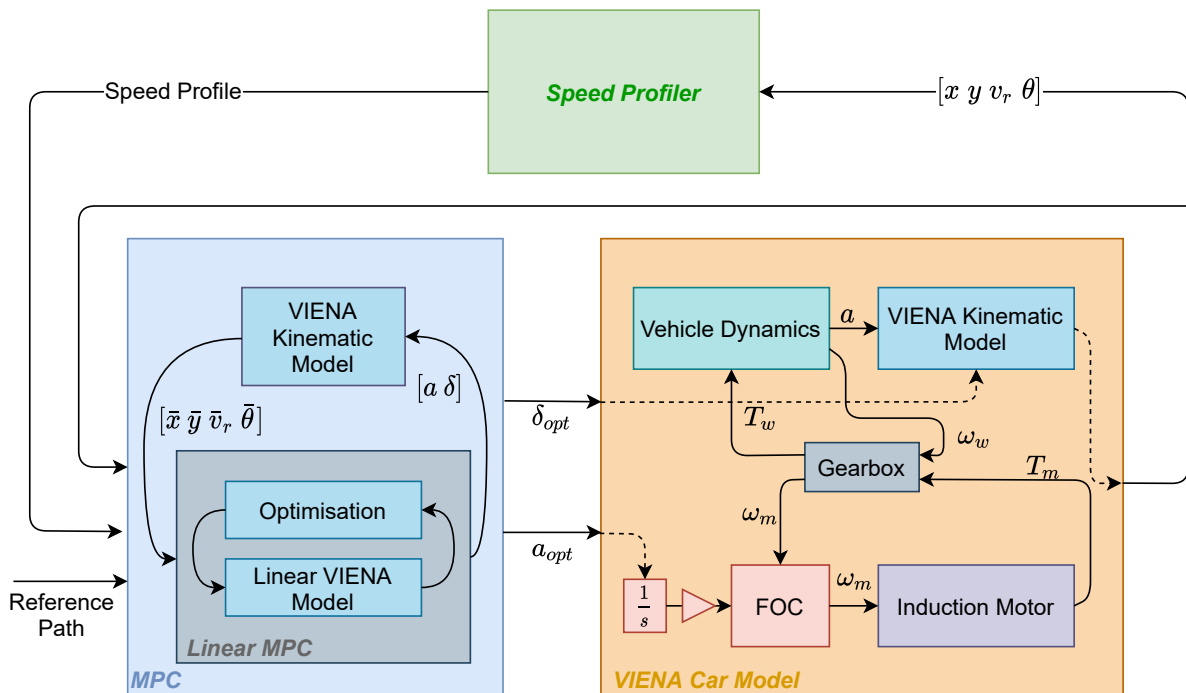 Speed Profile
Speed Profiler
[x y v_r θ]
VIENA
Kinematic
Model
[a δ]
[x̄ ȳ v̄_r θ̄]
Optimisation
Linear VIENA
Model
Linear MPC
MPC
Reference
Path
δ_opt
a_opt
Vehicle Dynamics
a
VIENA Kinematic
Model
T_w
ω_w
Gearbox
T_m
ω_m
1
s
FOC
ω_m
Induction Motor
VIENA Car Model